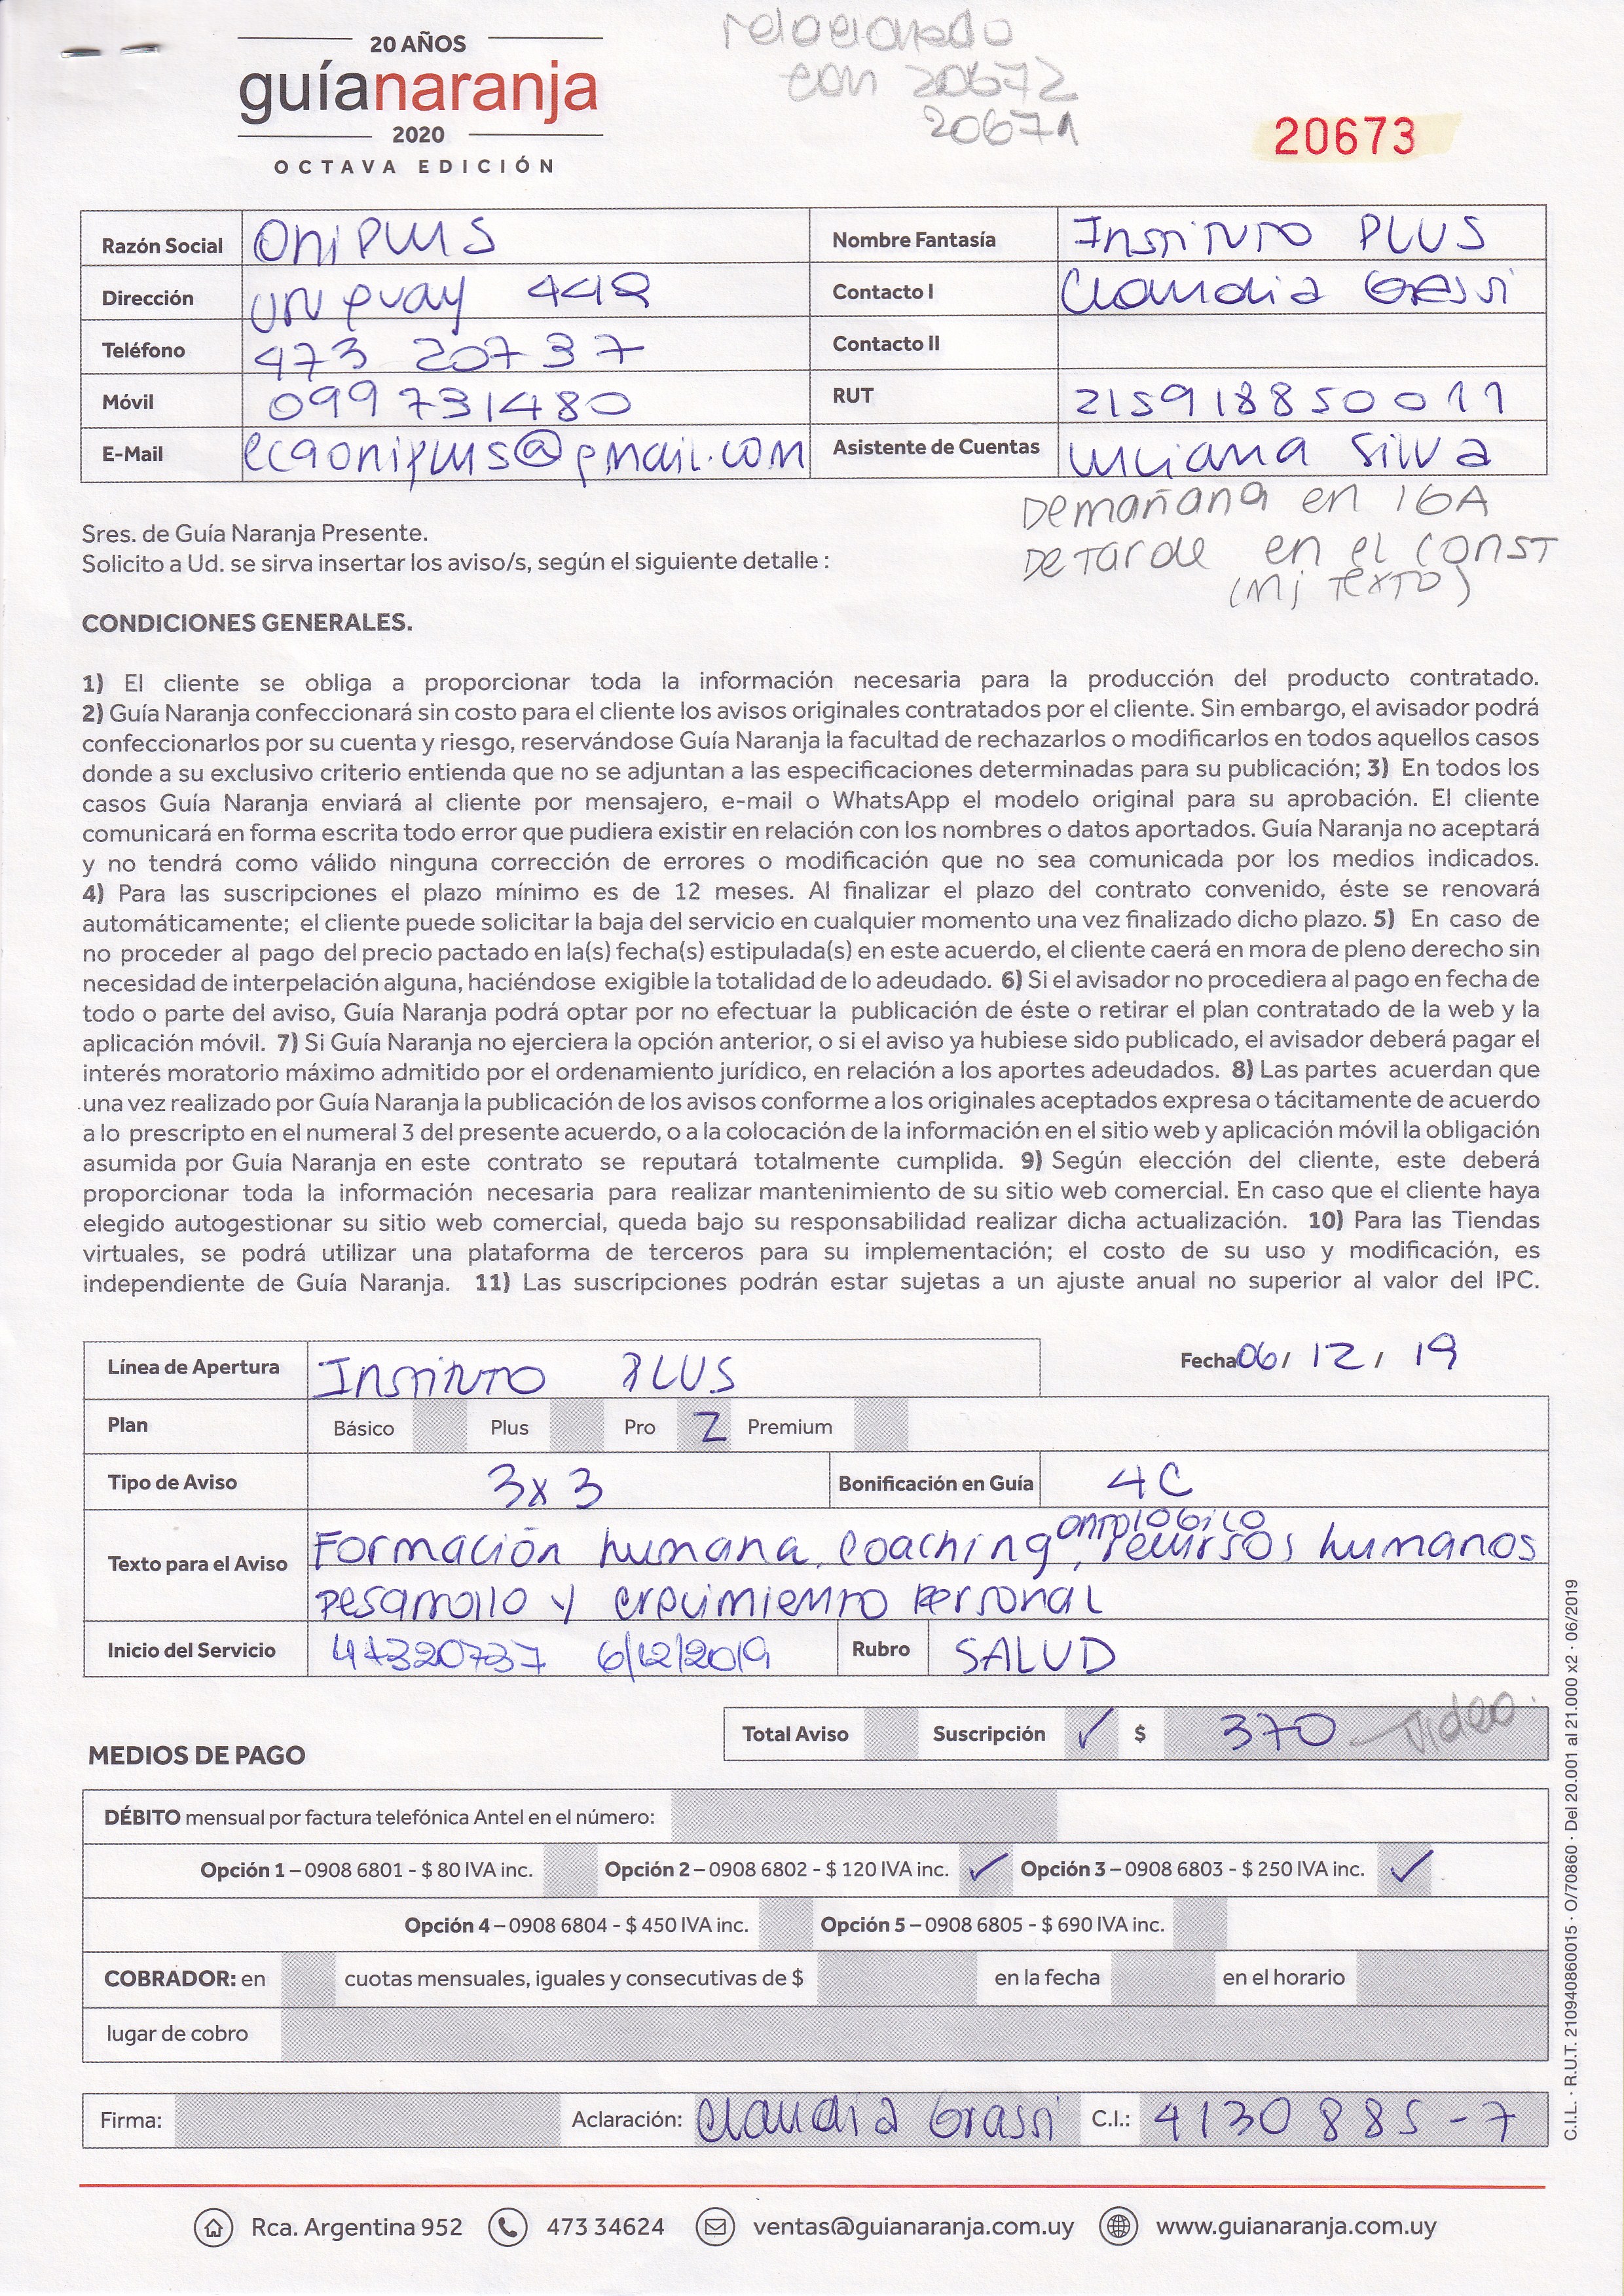 relacionado
con 20672
20671
20 AÑOS
guíanaranja
2020
OCTAVA EDICIÓN
20673
Razón Social ONIPLUS Nombre Fantasía INSTITUTO PLUS
Dirección Uruguay 442 Contacto I Claudia Grassi
Teléfono 473 20737 Contacto II
Móvil 099 731480 RUT 215918850011
E-Mail ecaoniplus@gmail.com Asistente de Cuentas Luciana Silva
De mañana en IGA
De tarde en el CONST
(Mi TEXTO)
Sres. de Guía Naranja Presente.
Solicito a Ud. se sirva insertar los aviso/s, según el siguiente detalle :
CONDICIONES GENERALES.
1) El cliente se obliga a proporcionar toda la información necesaria para la producción del producto contratado.
2) Guía Naranja confeccionará sin costo para el cliente los avisos originales contratados por el cliente. Sin embargo, el avisador podrá
confeccionarlos por su cuenta y riesgo, reservándose Guía Naranja la facultad de rechazarlos o modificarlos en todos aquellos casos
donde a su exclusivo criterio entienda que no se adjuntan a las especificaciones determinadas para su publicación; 3) En todos los
casos Guía Naranja enviará al cliente por mensajero, e-mail o WhatsApp el modelo original para su aprobación. El cliente
comunicará en forma escrita todo error que pudiera existir en relación con los nombres o datos aportados. Guía Naranja no aceptará
y no tendrá como válido ninguna corrección de errores o modificación que no sea comunicada por los medios indicados.
4) Para las suscripciones el plazo mínimo es de 12 meses. Al finalizar el plazo del contrato convenido, éste se renovará
automáticamente; el cliente puede solicitar la baja del servicio en cualquier momento una vez finalizado dicho plazo. 5) En caso de
no proceder al pago del precio pactado en la(s) fecha(s) estipulada(s) en este acuerdo, el cliente caerá en mora de pleno derecho sin
necesidad de interpelación alguna, haciéndose exigible la totalidad de lo adeudado. 6) Si el avisador no procediera al pago en fecha de
todo o parte del aviso, Guía Naranja podrá optar por no efectuar la publicación de éste o retirar el plan contratado de la web y la
aplicación móvil. 7) Si Guía Naranja no ejerciera la opción anterior, o si el aviso ya hubiese sido publicado, el avisador deberá pagar el
interés moratorio máximo admitido por el ordenamiento jurídico, en relación a los aportes adeudados. 8) Las partes acuerdan que
una vez realizado por Guía Naranja la publicación de los avisos conforme a los originales aceptados expresa o tácitamente de acuerdo
a lo prescripto en el numeral 3 del presente acuerdo, o a la colocación de la información en el sitio web y aplicación móvil la obligación
asumida por Guía Naranja en este contrato se reputará totalmente cumplida. 9) Según elección del cliente, este deberá
proporcionar toda la información necesaria para realizar mantenimiento de su sitio web comercial. En caso que el cliente haya
elegido autogestionar su sitio web comercial, queda bajo su responsabilidad realizar dicha actualización. 10) Para las Tiendas
virtuales, se podrá utilizar una plataforma de terceros para su implementación; el costo de su uso y modificación, es
independiente de Guía Naranja. 11) Las suscripciones podrán estar sujetas a un ajuste anual no superior al valor del IPC.
Línea de Apertura INSTITUTO PLUS Fecha 06/ 12 / 19
Plan Básico Plus Pro Z Premium
Tipo de Aviso 3x3 Bonificación en Guía 4C
ontológico
Texto para el Aviso Formación humana, coaching, recursos humanos
Desarrollo y crecimiento personal
Inicio del Servicio 47320737 6/12/2019 Rubro SALUD
Total Aviso Suscripción ✓ $ 370 video
MEDIOS DE PAGO
DÉBITO mensual por factura telefónica Antel en el número:
Opción 1 – 0908 6801 - $ 80 IVA inc. Opción 2 – 0908 6802 - $ 120 IVA inc. ✓ Opción 3 – 0908 6803 - $ 250 IVA inc. ✓
Opción 4 – 0908 6804 - $ 450 IVA inc. Opción 5 – 0908 6805 - $ 690 IVA inc.
COBRADOR: en cuotas mensuales, iguales y consecutivas de $ en la fecha en el horario
lugar de cobro
Firma: Aclaración: Claudia Grassi C.I.: 4130885-7
Rca. Argentina 952 473 34624 ventas@guianaranja.com.uy www.guianaranja.com.uy
C.I.L. · R.U.T. 210940860015 · O/70860 · Del 20.001 al 21.000 x2 · 06/2019